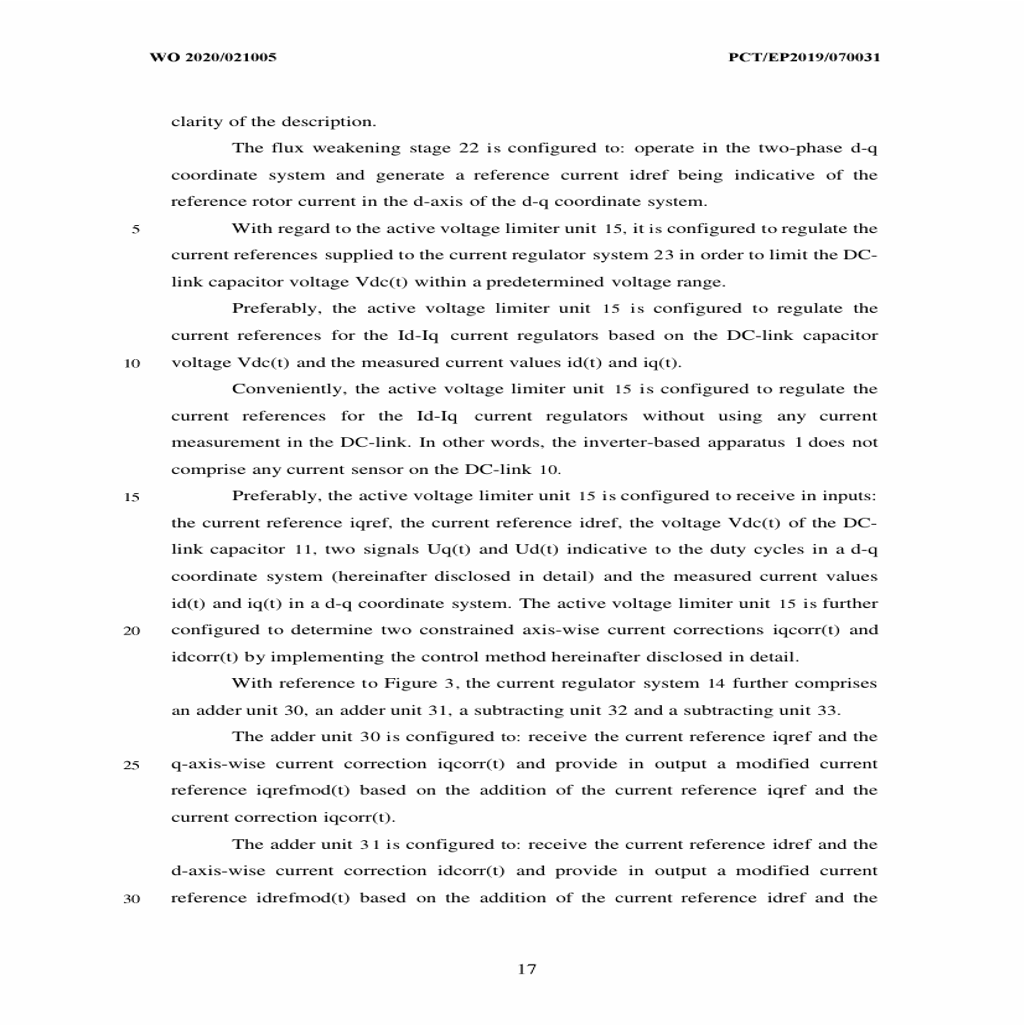 WO 2020/021005 PCT/EP2019/070031
clarity of the description.
The flux weakening stage 22 is configured to: operate in the two-phase d-q
coordinate system and generate a reference current idref being indicative of the
reference rotor current in the d-axis of the d-q coordinate system.
5 With regard to the active voltage limiter unit 15, it is configured to regulate the
current references supplied to the current regulator system 23 in order to limit the DC-
link capacitor voltage Vdc(t) within a predetermined voltage range.
Preferably, the active voltage limiter unit 15 is configured to regulate the
current references for the Id-Iq current regulators based on the DC-link capacitor
10 voltage Vdc(t) and the measured current values id(t) and iq(t).
Conveniently, the active voltage limiter unit 15 is configured to regulate the
current references for the Id-Iq current regulators without using any current
measurement in the DC-link. In other words, the inverter-based apparatus 1 does not
comprise any current sensor on the DC-link 10.
15 Preferably, the active voltage limiter unit 15 is configured to receive in inputs:
the current reference iqref, the current reference idref, the voltage Vdc(t) of the DC-
link capacitor 11, two signals Uq(t) and Ud(t) indicative to the duty cycles in a d-q
coordinate system (hereinafter disclosed in detail) and the measured current values
id(t) and iq(t) in a d-q coordinate system. The active voltage limiter unit 15 is further
20 configured to determine two constrained axis-wise current corrections iqcorr(t) and
idcorr(t) by implementing the control method hereinafter disclosed in detail.
With reference to Figure 3, the current regulator system 14 further comprises
an adder unit 30, an adder unit 31, a subtracting unit 32 and a subtracting unit 33.
The adder unit 30 is configured to: receive the current reference iqref and the
25 q-axis-wise current correction iqcorr(t) and provide in output a modified current
reference iqrefmod(t) based on the addition of the current reference iqref and the
current correction iqcorr(t).
The adder unit 31 is configured to: receive the current reference idref and the
d-axis-wise current correction idcorr(t) and provide in output a modified current
30 reference idrefmod(t) based on the addition of the current reference idref and the
17